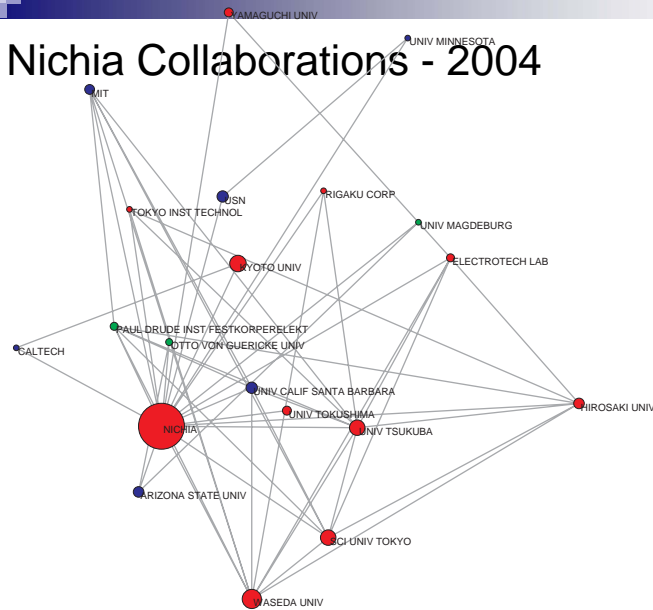 YAMAGUCHI UNIV
UNIV MINNESOTA
Nichia Collaborations - 2004
MIT
RIGAKU CORP
USN
TOKYO INST TECHNOL
UNIV MAGDEBURG
ELECTROTECH LAB
KYOTO UNIV
PAUL DRUDE INST FESTKORPERELEKT
OTTO VON GUERICKE UNIV
CALTECH
UNIV CALIF SANTA BARBARA
HIROSAKI UNIV
UNIV TOKUSHIMA
NICHIA
UNIV TSUKUBA
ARIZONA STATE UNIV
SCI UNIV TOKYO
WASEDA UNIV